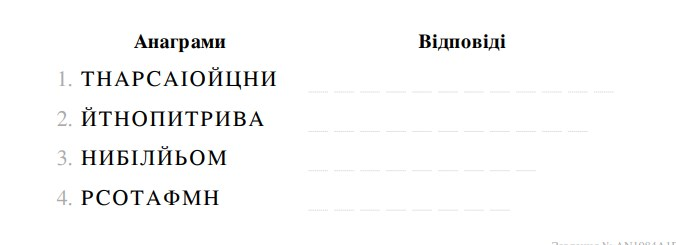 Анаграми Відповіді
1. ТНАРСАІОЙЦНИ
2. ЙТНОПИТРИВА
3. НИБІЛЙЬОМ
4. РСОТАФМН